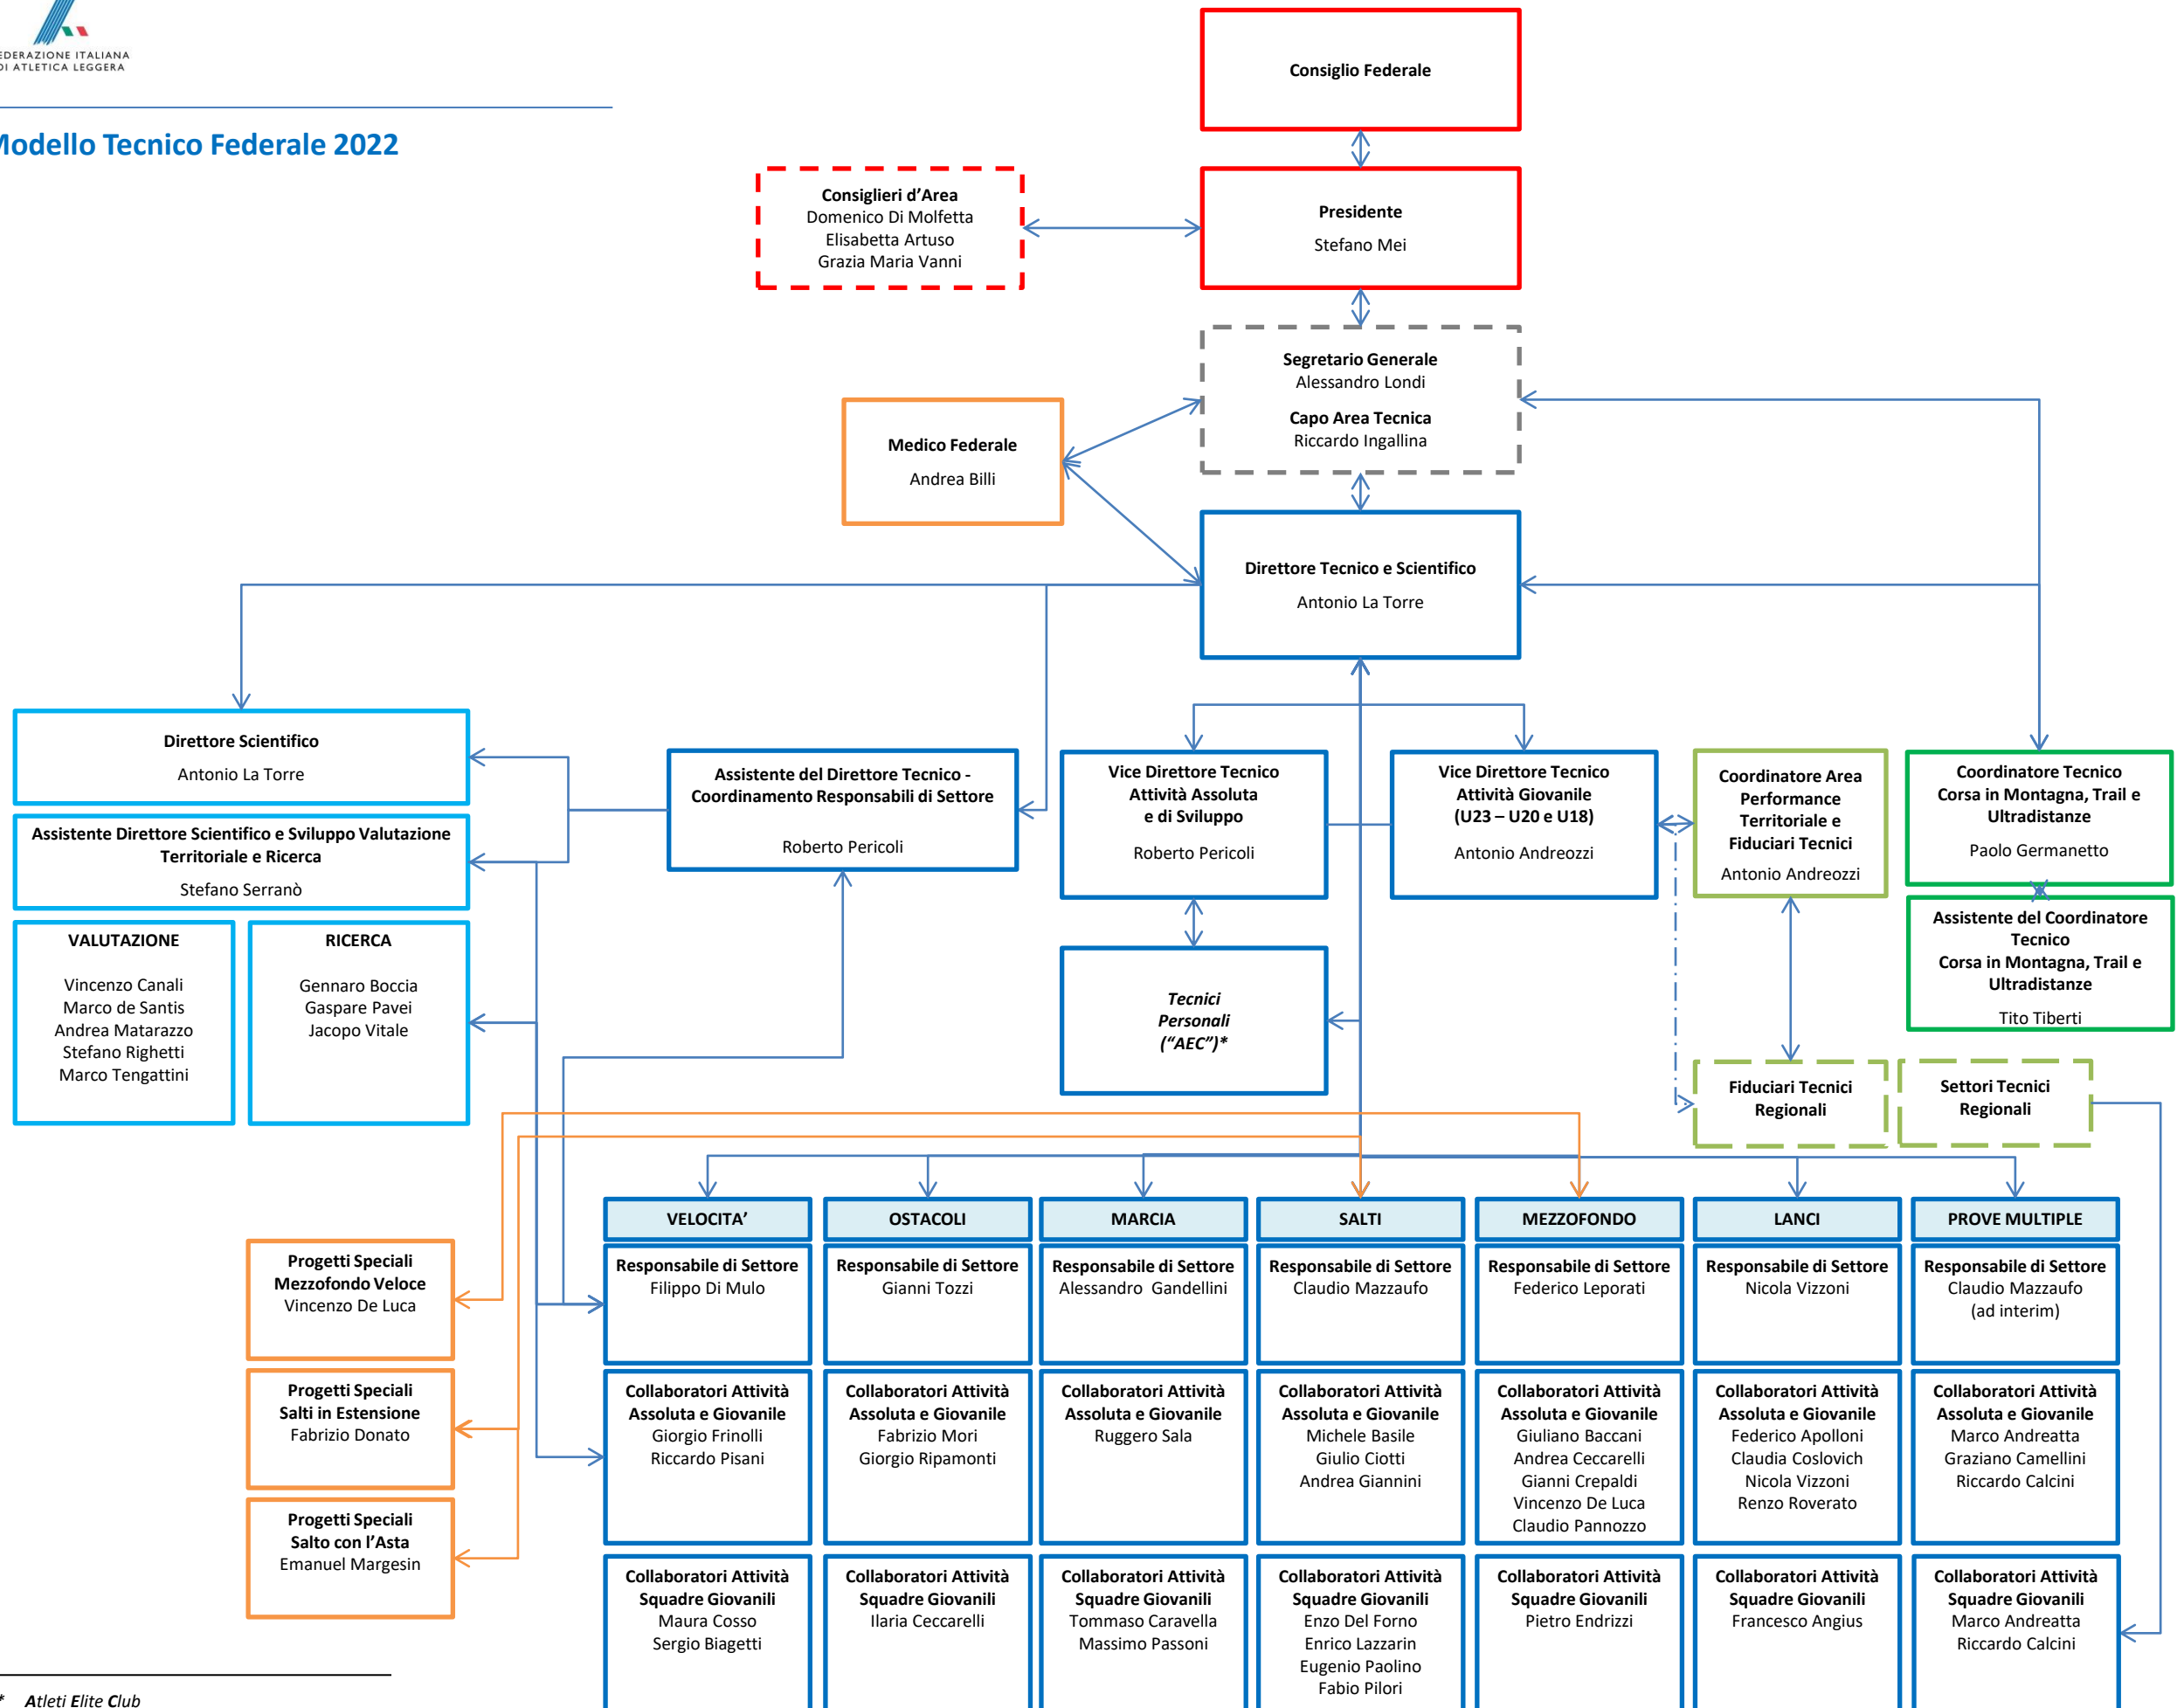 FEDERAZIONE ITALIANA
DI ATLETICA LEGGERA
Modello Tecnico Federale 2022
Consiglio Federale
Consiglieri d’Area
Domenico Di Molfetta
Elisabetta Artuso
Grazia Maria Vanni
Presidente
Stefano Mei
Segretario Generale
Alessandro Londi
Capo Area Tecnica
Riccardo Ingallina
Medico Federale
Andrea Billi
Direttore Tecnico e Scientifico
Antonio La Torre
Direttore Scientifico
Antonio La Torre
Assistente Direttore Scientifico e Sviluppo Valutazione
Territoriale e Ricerca
Stefano Serranò
VALUTAZIONE
Vincenzo Canali
Marco de Santis
Andrea Matarazzo
Stefano Righetti
Marco Tengattini
RICERCA
Gennaro Boccia
Gaspare Pavei
Jacopo Vitale
Assistente del Direttore Tecnico -
Coordinamento Responsabili di Settore
Roberto Pericoli
Vice Direttore Tecnico
Attività Assoluta
e di Sviluppo
Roberto Pericoli
Vice Direttore Tecnico
Attività Giovanile
(U23 – U20 e U18)
Antonio Andreozzi
Coordinatore Area
Performance
Territoriale e
Fiduciari Tecnici
Antonio Andreozzi
Coordinatore Tecnico
Corsa in Montagna, Trail e
Ultradistanze
Paolo Germanetto
Assistente del Coordinatore
Tecnico
Corsa in Montagna, Trail e
Ultradistanze
Tito Tiberti
Tecnici
Personali
(“AEC”)*
Fiduciari Tecnici
Regionali
Settori Tecnici
Regionali
Progetti Speciali
Mezzofondo Veloce
Vincenzo De Luca
Progetti Speciali
Salti in Estensione
Fabrizio Donato
Progetti Speciali
Salto con l’Asta
Emanuel Margesin
VELOCITA’
Responsabile di Settore
Filippo Di Mulo
Collaboratori Attività
Assoluta e Giovanile
Giorgio Frinolli
Riccardo Pisani
Collaboratori Attività
Squadre Giovanili
Maura Cosso
Sergio Biagetti
OSTACOLI
Responsabile di Settore
Gianni Tozzi
Collaboratori Attività
Assoluta e Giovanile
Fabrizio Mori
Giorgio Ripamonti
Collaboratori Attività
Squadre Giovanili
Ilaria Ceccarelli
MARCIA
Responsabile di Settore
Alessandro Gandellini
Collaboratori Attività
Assoluta e Giovanile
Ruggero Sala
Collaboratori Attività
Squadre Giovanili
Tommaso Caravella
Massimo Passoni
SALTI
Responsabile di Settore
Claudio Mazzaufo
Collaboratori Attività
Assoluta e Giovanile
Michele Basile
Giulio Ciotti
Andrea Giannini
Collaboratori Attività
Squadre Giovanili
Enzo Del Forno
Enrico Lazzarin
Eugenio Paolino
Fabio Pilori
MEZZOFONDO
Responsabile di Settore
Federico Leporati
Collaboratori Attività
Assoluta e Giovanile
Giuliano Baccani
Andrea Ceccarelli
Gianni Crepaldi
Vincenzo De Luca
Claudio Pannozzo
Collaboratori Attività
Squadre Giovanili
Pietro Endrizzi
LANCI
Responsabile di Settore
Nicola Vizzoni
Collaboratori Attività
Assoluta e Giovanile
Federico Apolloni
Claudia Coslovich
Nicola Vizzoni
Renzo Roverato
Collaboratori Attività
Squadre Giovanili
Francesco Angius
PROVE MULTIPLE
Responsabile di Settore
Claudio Mazzaufo
(ad interim)
Collaboratori Attività
Assoluta e Giovanile
Marco Andreatta
Graziano Camellini
Riccardo Calcini
Collaboratori Attività
Squadre Giovanili
Marco Andreatta
Riccardo Calcini
* Atleti Elite Club